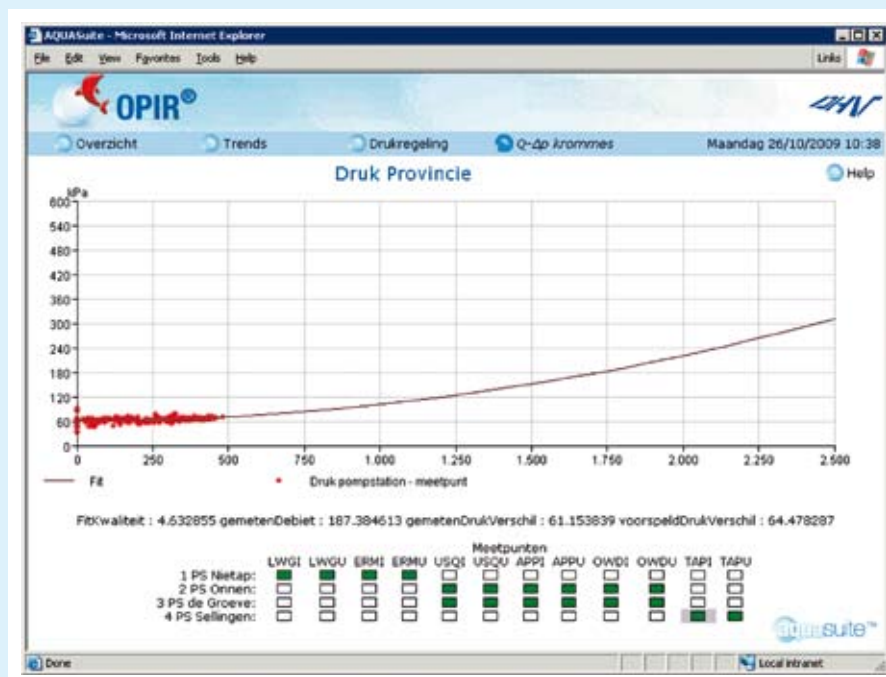 AQUASuite - Microsoft Internet Explorer
File Edit View Favorites Tools Help Links
OPIR® DHV
Overzicht Trends Drukregeling Q-Δp krommes Maandag 26/10/2009 10:38
Druk Provincie Help
kPa
600
540
480
420
360
300
240
180
120
60
0
0 250 500 750 1.000 1.250 1.500 1.750 2.000 2.250 2.500
Fit Druk pompstation - meetpunt
FitKwaliteit : 4.632855 gemetenDebiet : 187.384613 gemetenDrukVerschil : 61.153839 voorspeldDrukVerschil : 64.478287
Meetpunten
LWGI LWGU ERMI ERMU USQI USQU APPI APPU OWDI OWDU TAPI TAPU
1 PS Nietap:
2 PS Onnen:
3 PS de Groeve:
4 PS Sellingen:
aquasuite™
Done Local intranet